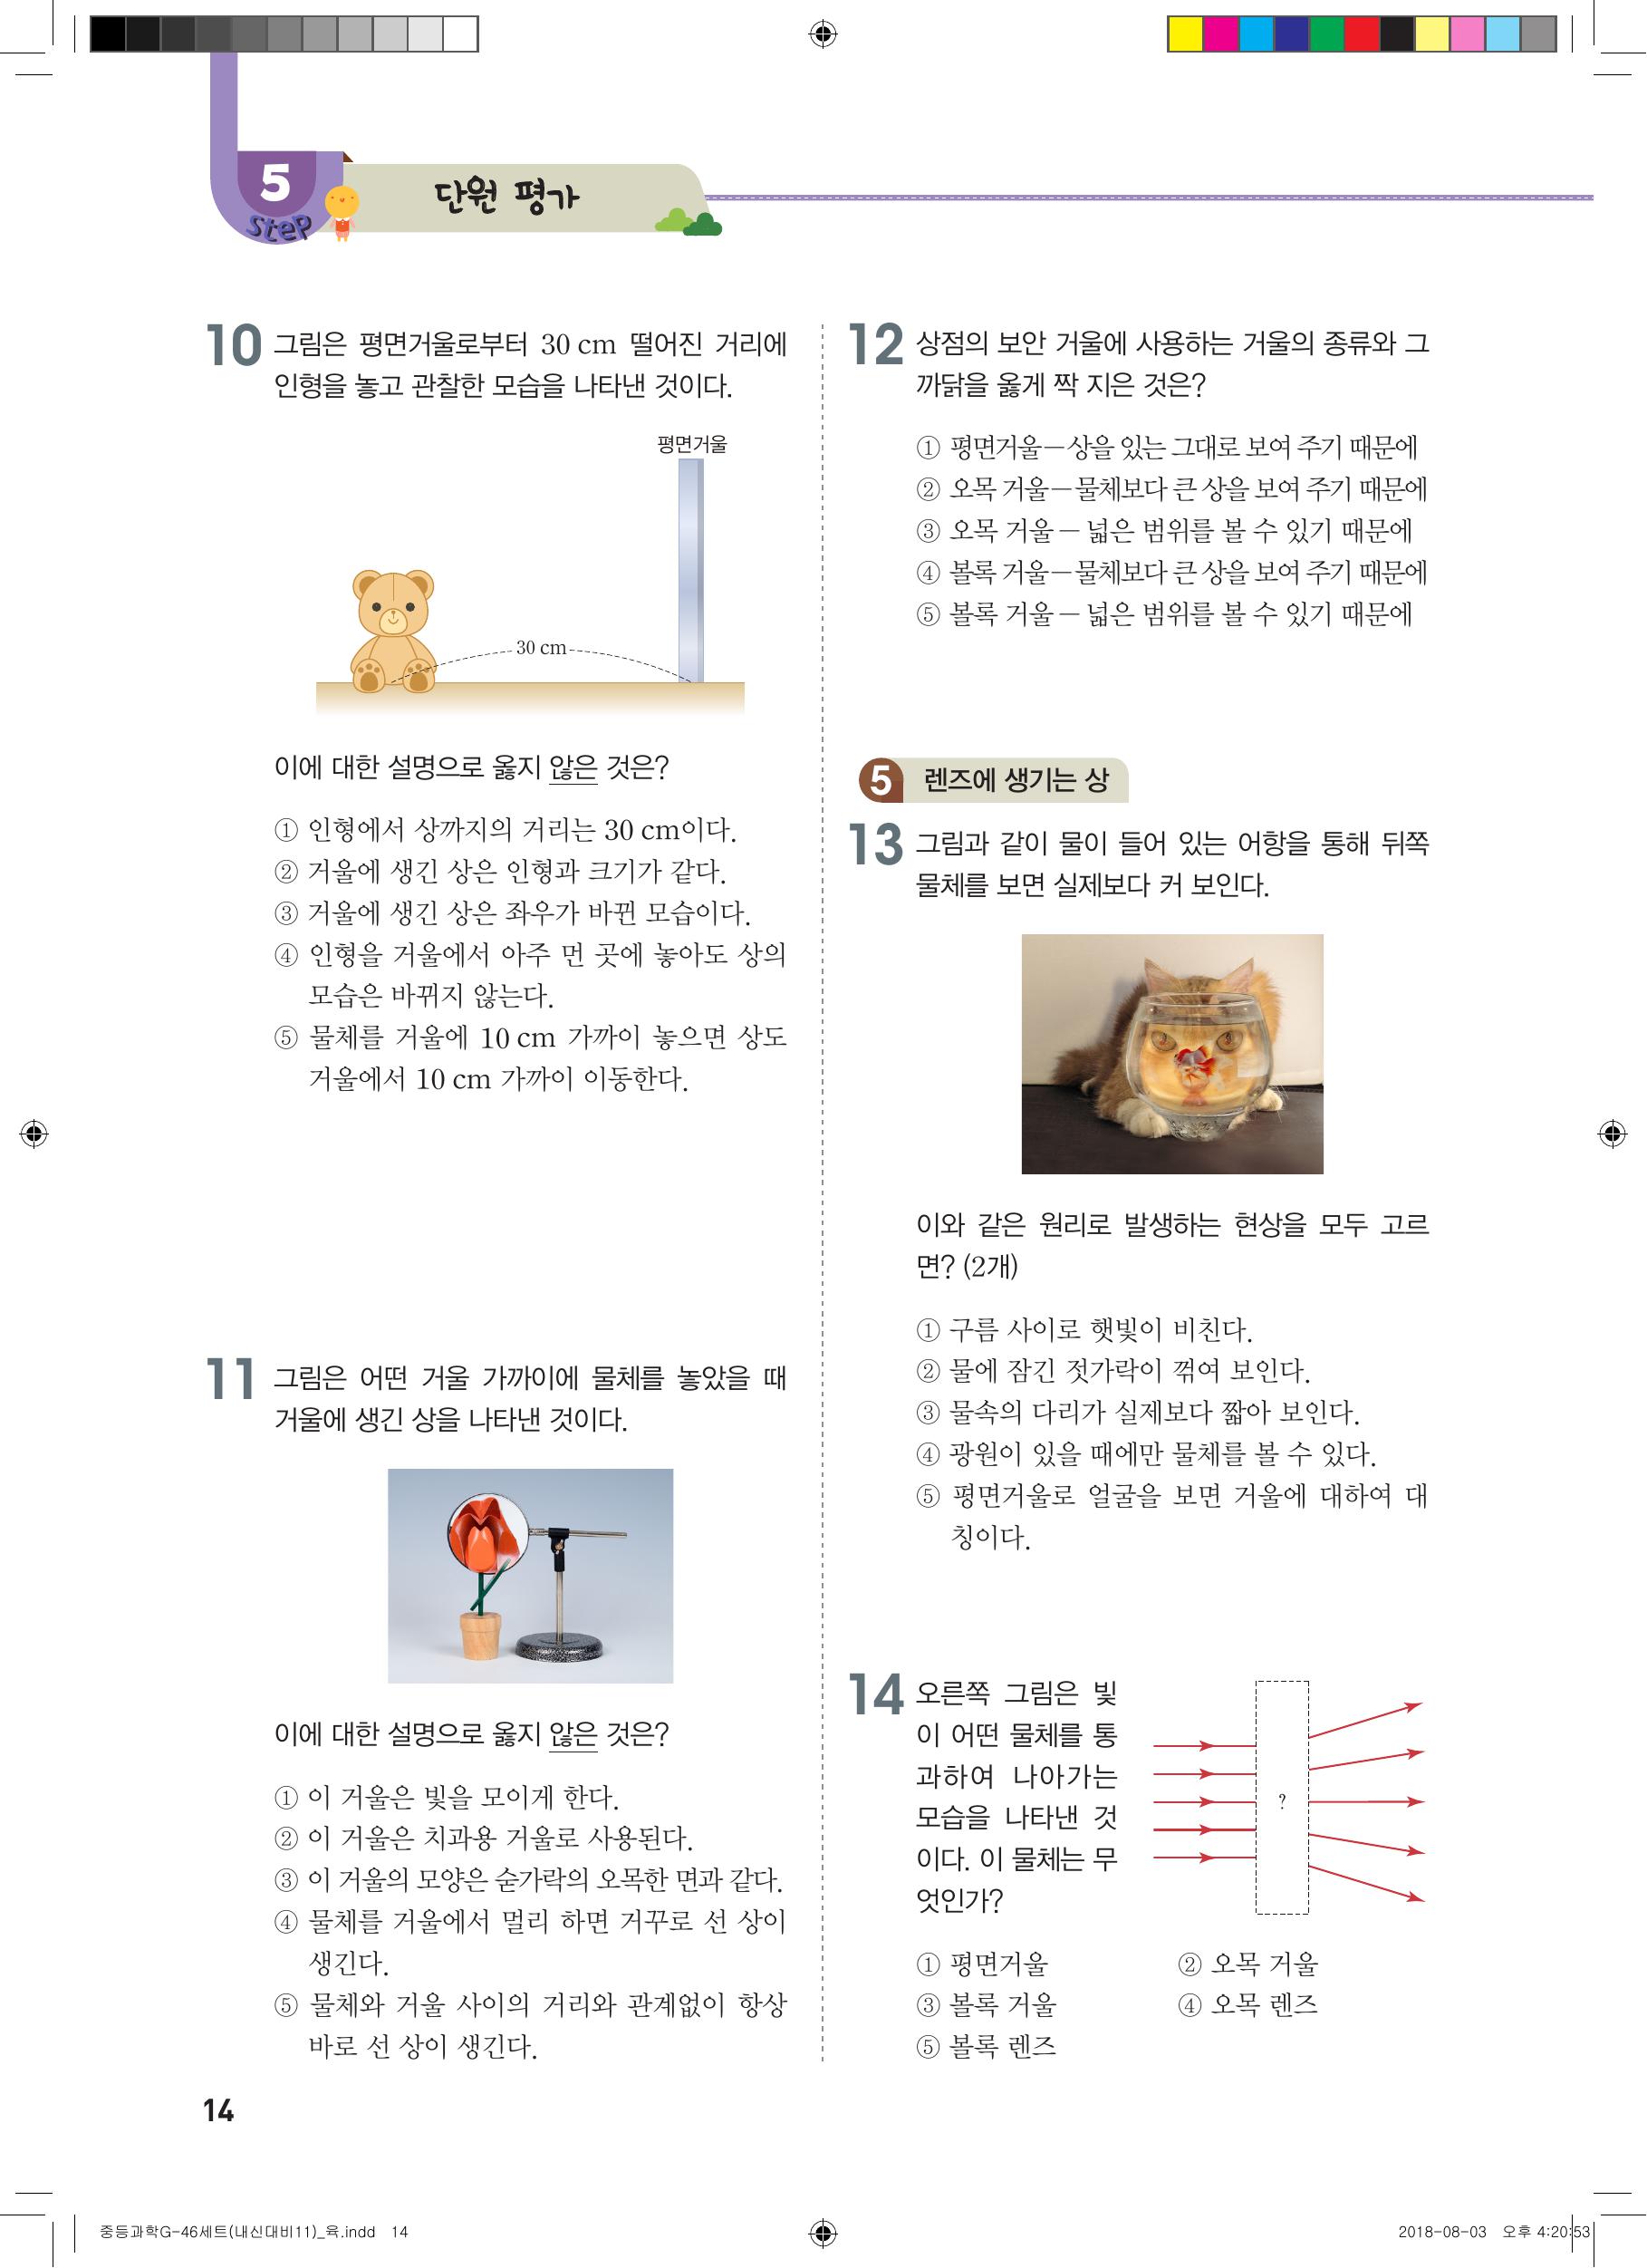 5
Step
단원 평가
10 그림은 평면거울로부터 30 cm 떨어진 거리에
인형을 놓고 관찰한 모습을 나타낸 것이다.
평면거울
30 cm
이에 대한 설명으로 옳지 않은 것은?
① 인형에서 상까지의 거리는 30 cm이다.
② 거울에 생긴 상은 인형과 크기가 같다.
③ 거울에 생긴 상은 좌우가 바뀐 모습이다.
④ 인형을 거울에서 아주 먼 곳에 놓아도 상의
모습은 바뀌지 않는다.
⑤ 물체를 거울에 10 cm 가까이 놓으면 상도
거울에서 10 cm 가까이 이동한다.
11 그림은 어떤 거울 가까이에 물체를 놓았을 때
거울에 생긴 상을 나타낸 것이다.
이에 대한 설명으로 옳지 않은 것은?
① 이 거울은 빛을 모이게 한다.
② 이 거울은 치과용 거울로 사용된다.
③ 이 거울의 모양은 숟가락의 오목한 면과 같다.
④ 물체를 거울에서 멀리 하면 거꾸로 선 상이
생긴다.
⑤ 물체와 거울 사이의 거리와 관계없이 항상
바로 선 상이 생긴다.
12 상점의 보안 거울에 사용하는 거울의 종류와 그
까닭을 옳게 짝 지은 것은?
① 평면거울－상을 있는 그대로 보여 주기 때문에
② 오목 거울－물체보다 큰 상을 보여 주기 때문에
③ 오목 거울－넓은 범위를 볼 수 있기 때문에
④ 볼록 거울－물체보다 큰 상을 보여 주기 때문에
⑤ 볼록 거울－넓은 범위를 볼 수 있기 때문에
5 렌즈에 생기는 상
13 그림과 같이 물이 들어 있는 어항을 통해 뒤쪽
물체를 보면 실제보다 커 보인다.
이와 같은 원리로 발생하는 현상을 모두 고르
면? (2개)
① 구름 사이로 햇빛이 비친다.
② 물에 잠긴 젓가락이 꺾여 보인다.
③ 물속의 다리가 실제보다 짧아 보인다.
④ 광원이 있을 때에만 물체를 볼 수 있다.
⑤ 평면거울로 얼굴을 보면 거울에 대하여 대
칭이다.
14 오른쪽 그림은 빛
이 어떤 물체를 통
과하여 나아가는
모습을 나타낸 것
이다. 이 물체는 무
엇인가?
?
① 평면거울 ② 오목 거울
③ 볼록 거울 ④ 오목 렌즈
⑤ 볼록 렌즈
14
중등과학G-46세트(내신대비11)_육.indd 14
2018-08-03 오후 4:20:53